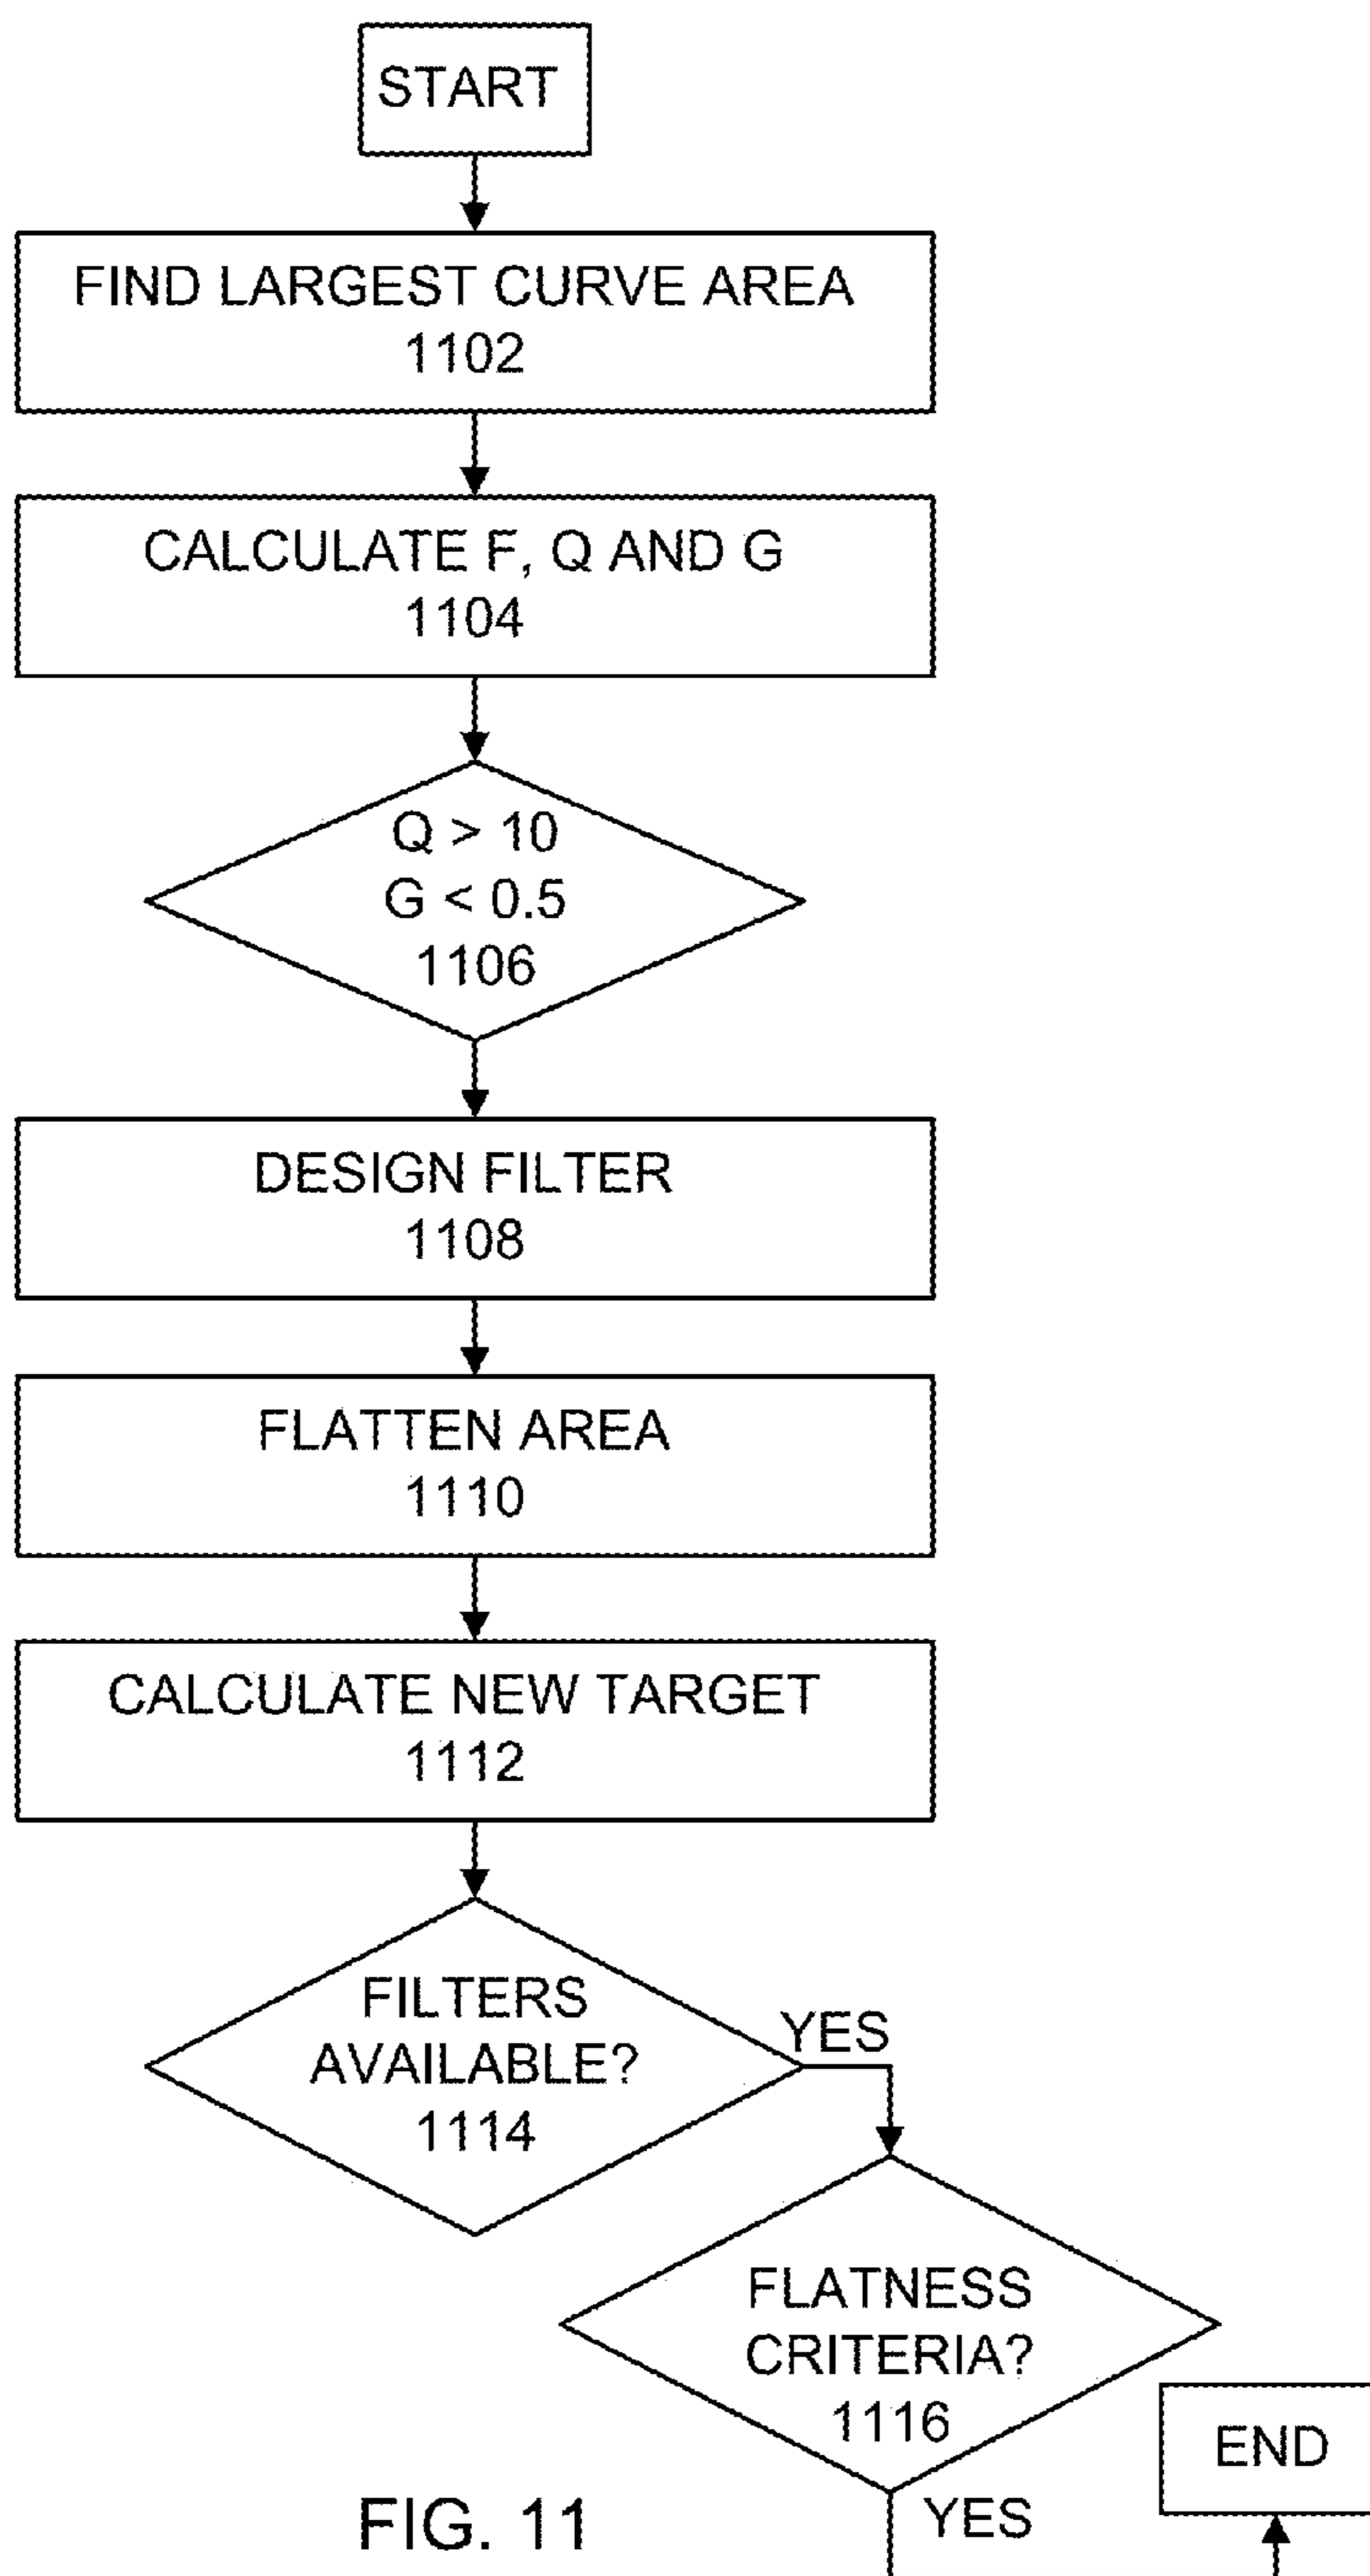 START
FIND LARGEST CURVE AREA
1102
CALCULATE F, Q AND G
1104
Q > 10
G < 0.5
1106
DESIGN FILTER
1108
FLATTEN AREA
1110
CALCULATE NEW TARGET
1112
FILTERS
AVAILABLE?
1114
YES
FLATNESS
CRITERIA?
1116
YES
END
FIG. 11